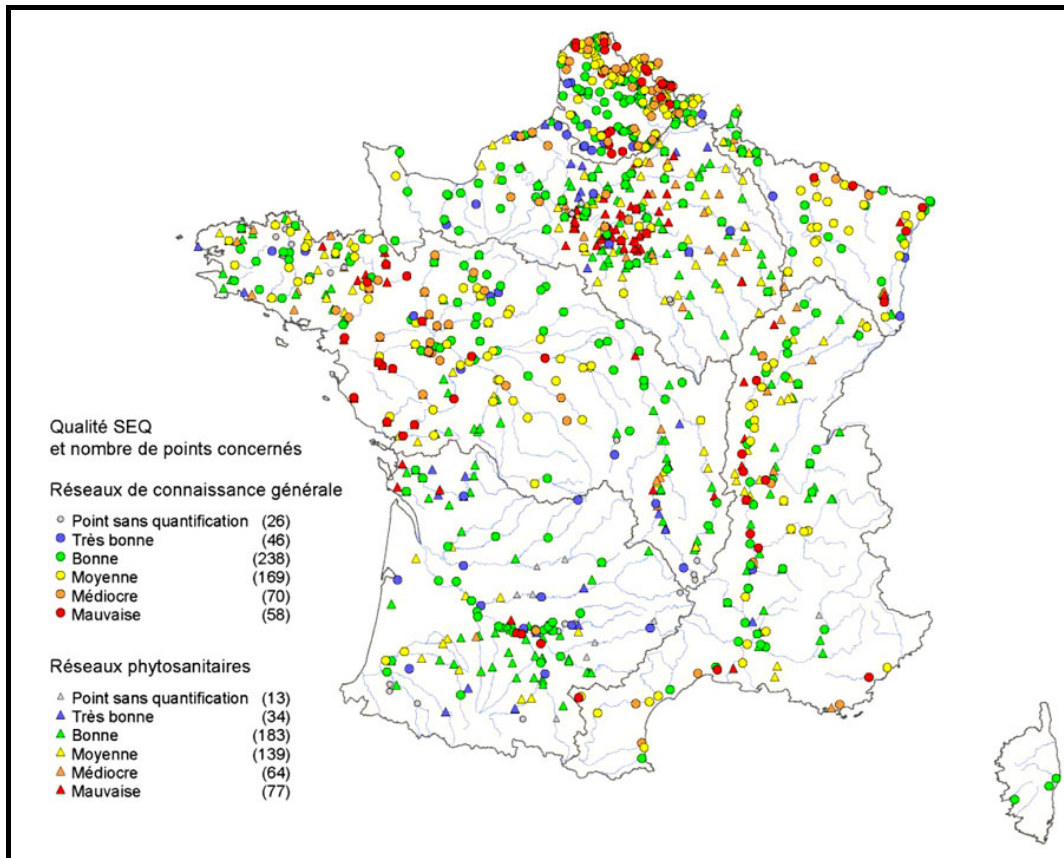 Qualité SEQ
et nombre de points concernés
Réseaux de connaissance générale
Point sans quantification (26)
Très bonne (46)
Bonne (238)
Moyenne (169)
Médiocre (70)
Mauvaise (58)
Réseaux phytosanitaires
Point sans quantification (13)
Très bonne (34)
Bonne (183)
Moyenne (139)
Médiocre (64)
Mauvaise (77)